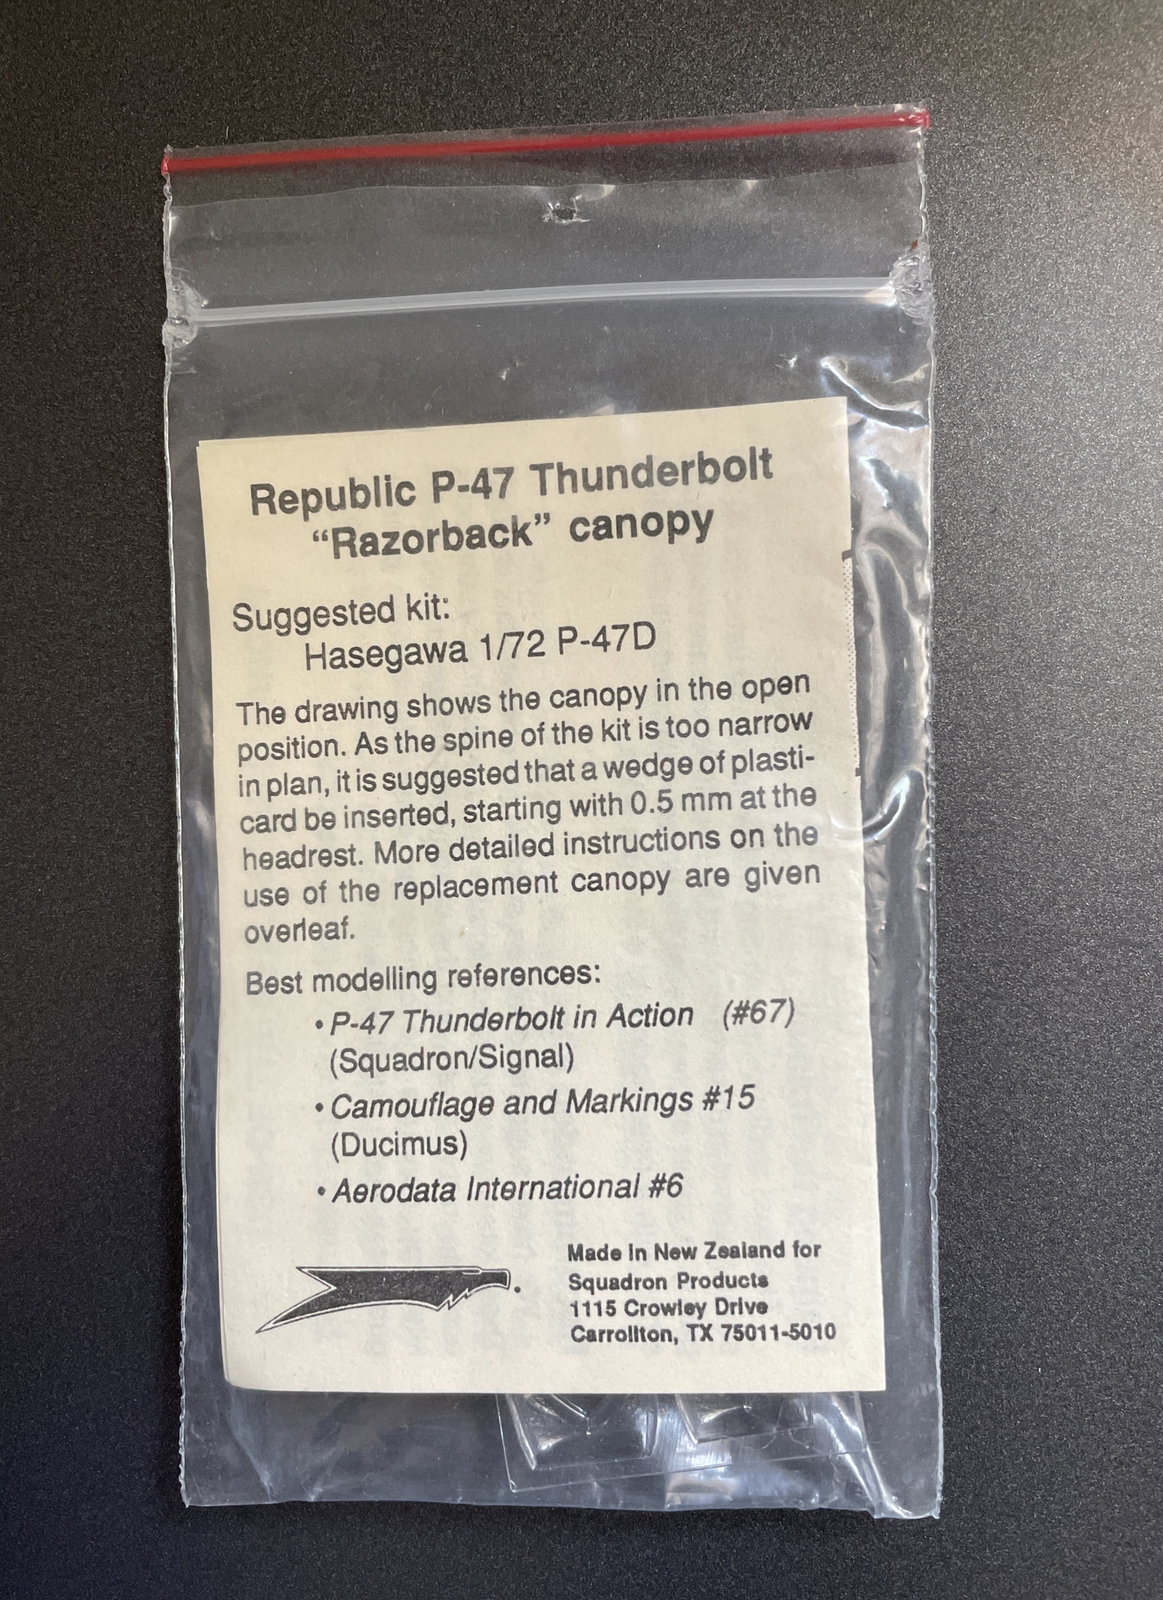 Republic P-47 Thunderbolt
“Razorback” canopy
Suggested kit:
Hasegawa 1/72 P-47D
The drawing shows the canopy in the open
position. As the spine of the kit is too narrow
in plan, it is suggested that a wedge of plasti-
card be inserted, starting with 0.5 mm at the
headrest. More detailed instructions on the
use of the replacement canopy are given
overleaf.
Best modelling references:
• P-47 Thunderbolt in Action (#67)
(Squadron/Signal)
• Camouflage and Markings #15
(Ducimus)
• Aerodata International #6
Made in New Zealand for
Squadron Products
1115 Crowley Drive
Carrollton, TX 75011-5010